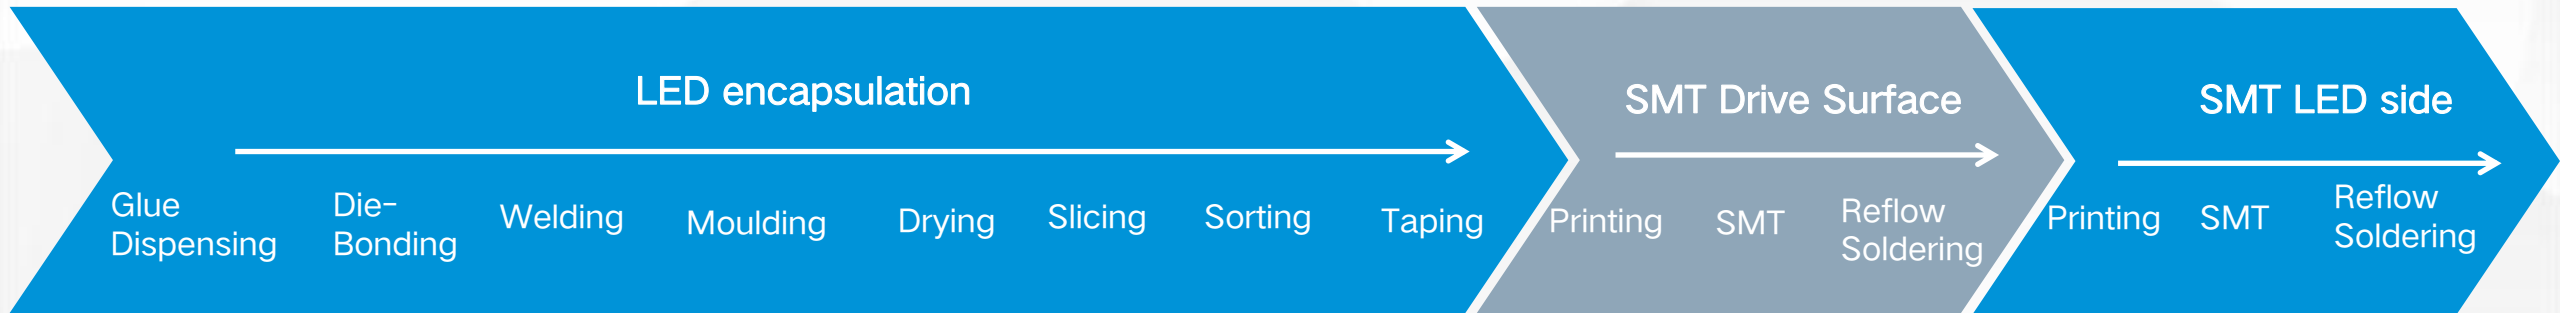 LED encapsulation
Glue
Dispensing
Die-
Bonding
Welding
Moulding
Drying
Slicing
Sorting
Taping
SMT Drive Surface
Printing
SMT
Reflow
Soldering
SMT LED side
Printing
SMT
Reflow
Soldering